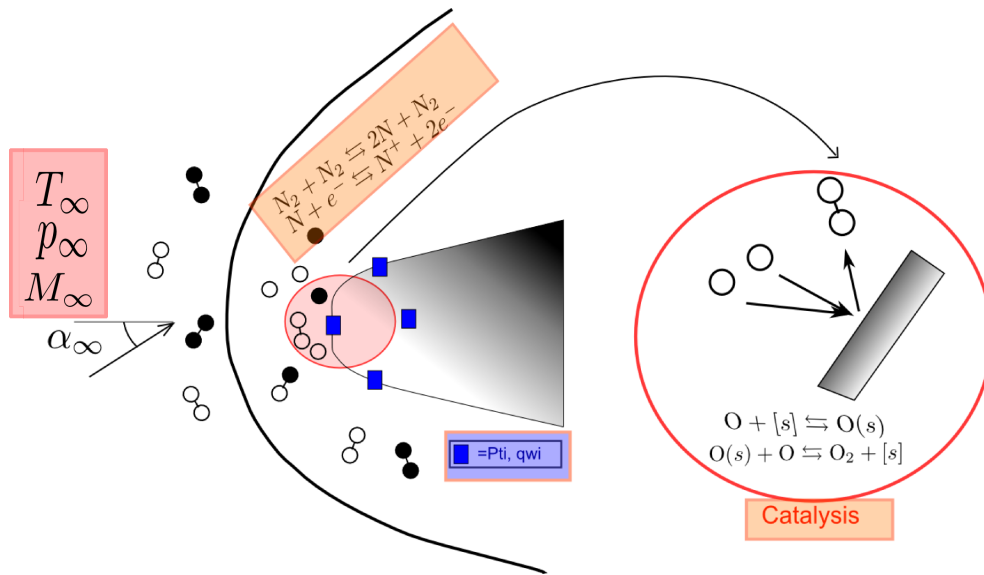 T∞
p∞
M∞
α∞
N₂ + N₂ ⇆ 2N + N₂
N + e⁻ ⇆ N⁺ + 2e⁻
=Pti, qwi
O + [s] ⇆ O(s)
O(s) + O ⇆ O₂ + [s]
Catalysis